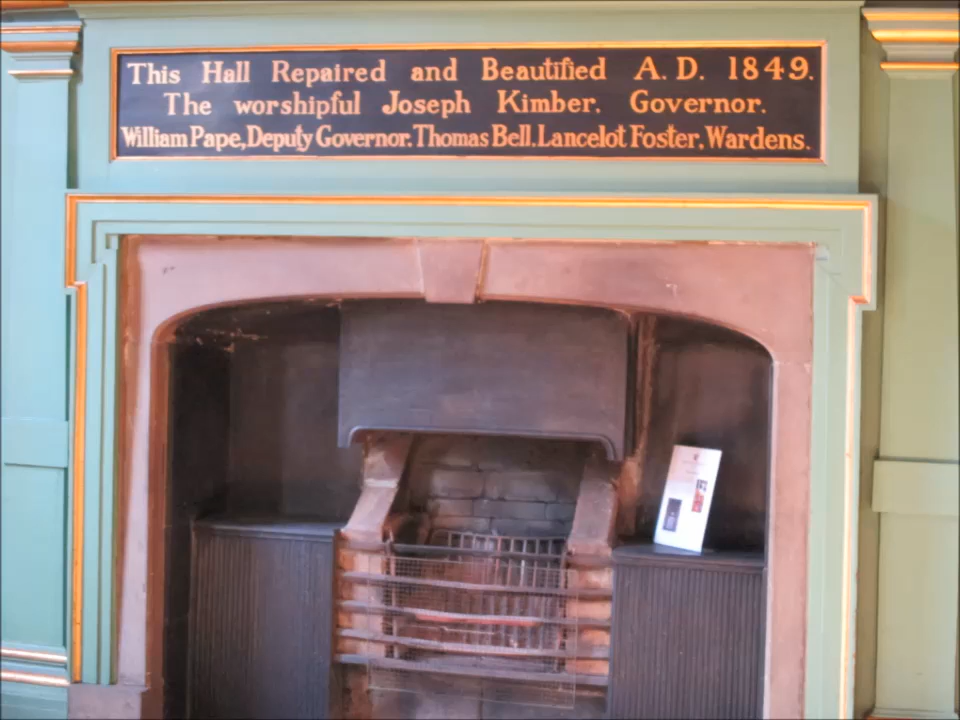 This Hall Repaired and Beautified A.D. 1849.
The worshipful Joseph Kimber. Governor.
William Pape, Deputy Governor. Thomas Bell. Lancelot Foster, Wardens.